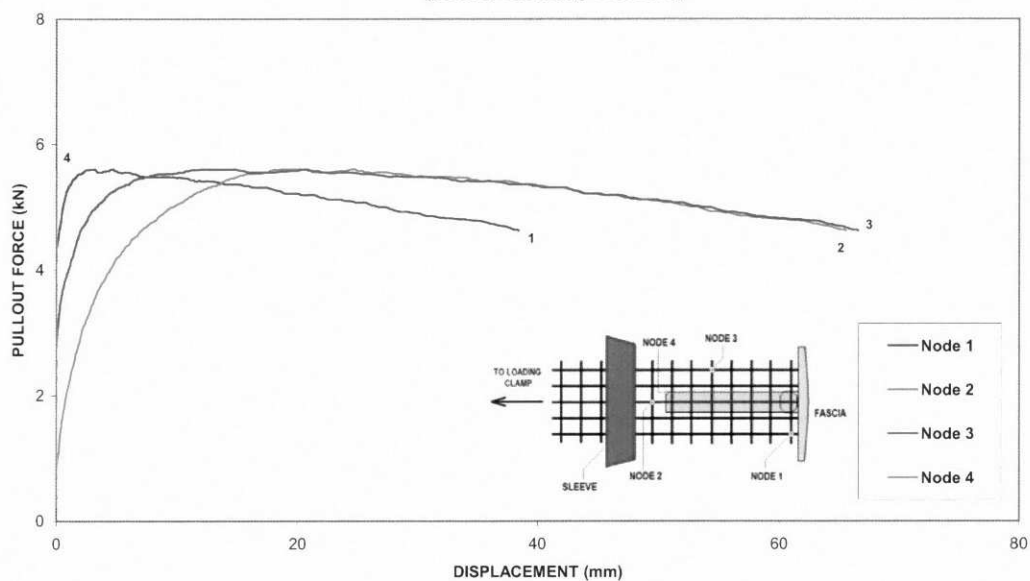 8
6
4
2
0
PULLOUT FORCE (kN)
4
1
3
2
TO LOADING
CLAMP
NODE 4
NODE 3
FASCIA
SLEEVE
NODE 2
NODE 1
Node 1
Node 2
Node 3
Node 4
0
20
40
60
80
DISPLACEMENT (mm)